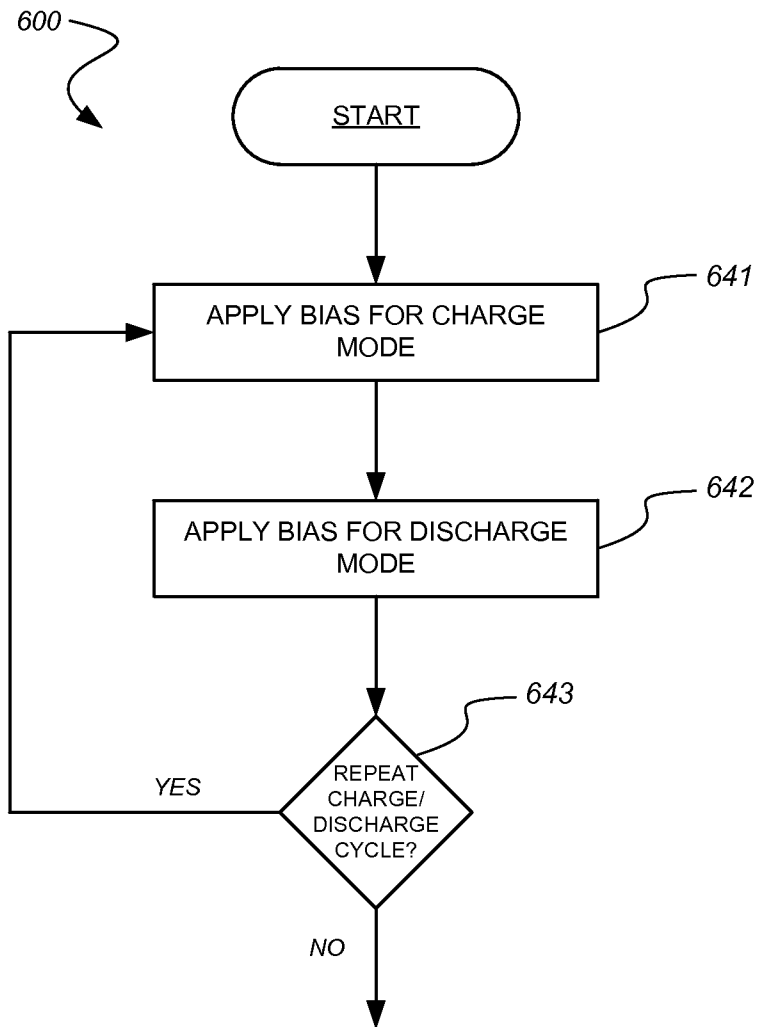 600
START
641
APPLY BIAS FOR CHARGE
MODE
642
APPLY BIAS FOR DISCHARGE
MODE
643
REPEAT
CHARGE/
DISCHARGE
CYCLE?
YES
NO